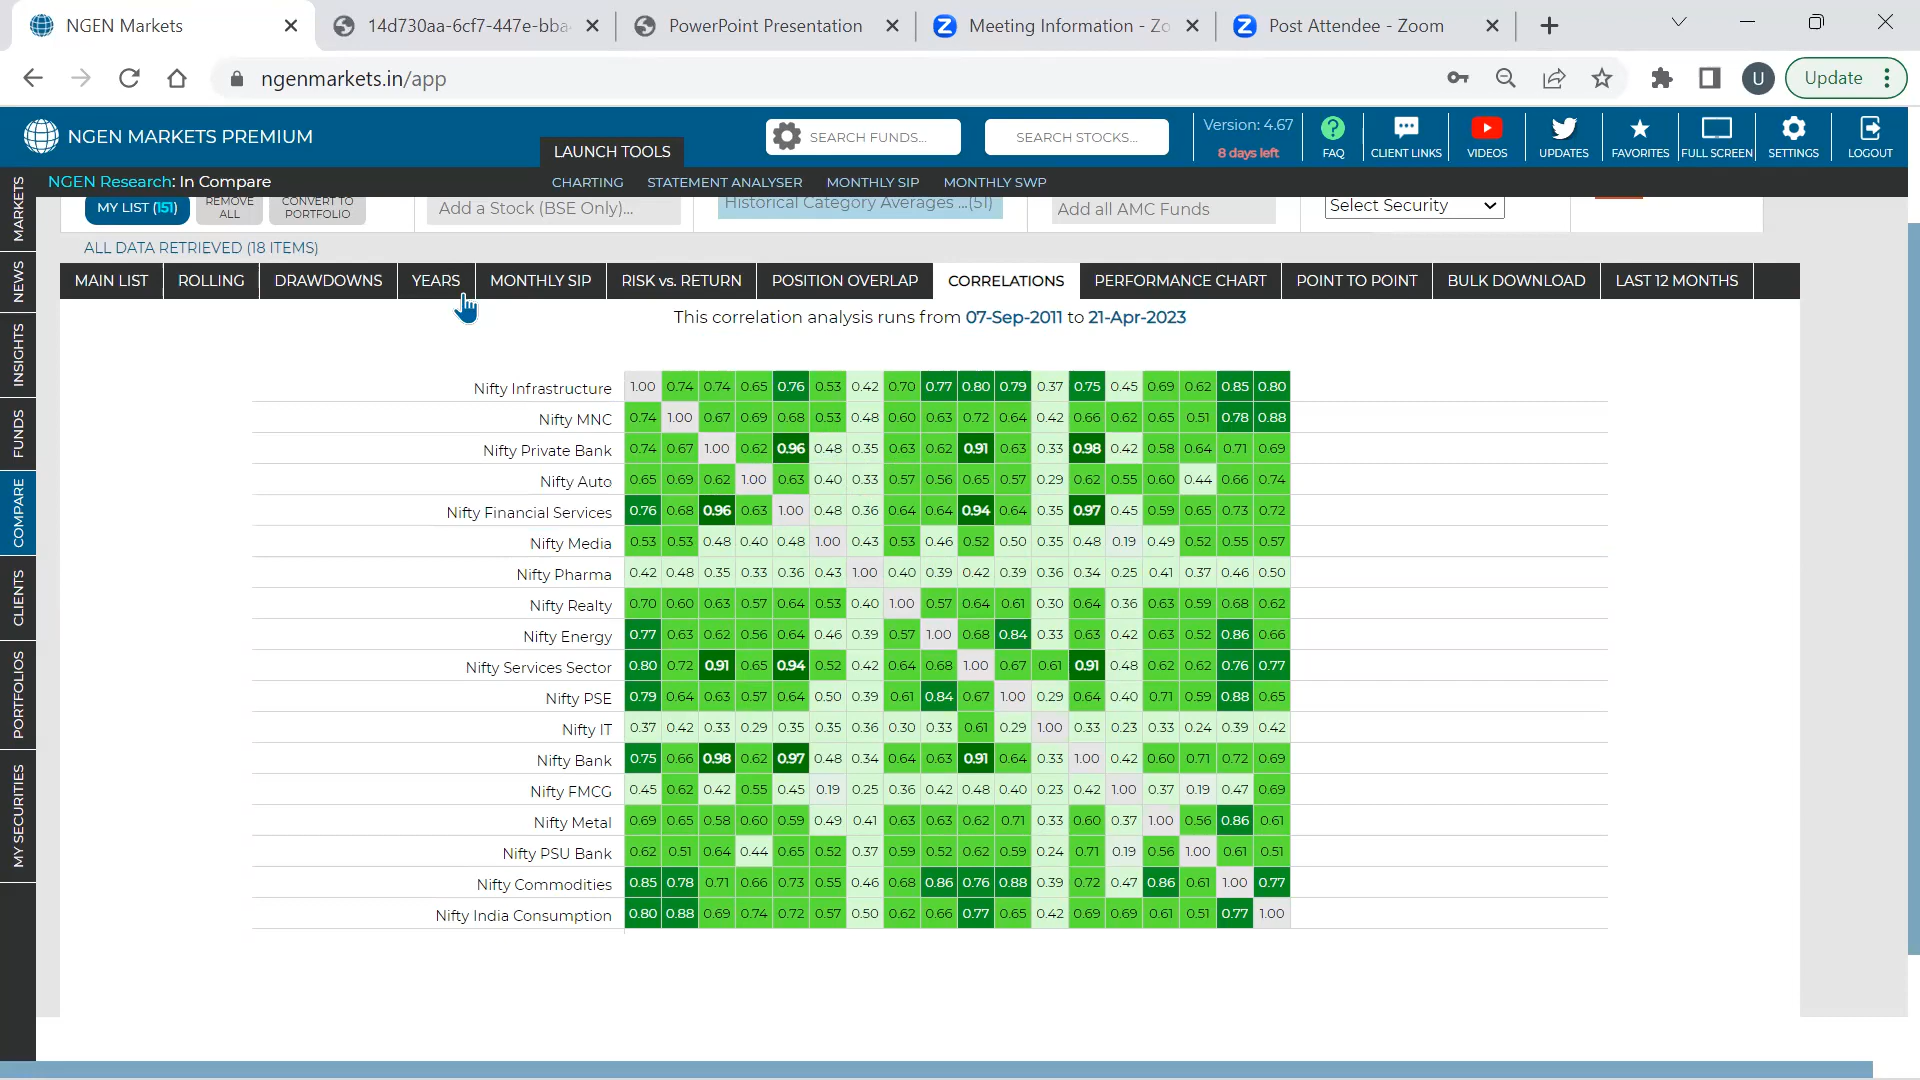 NGEN Markets
14d730aa-6cf7-447e-bba
PowerPoint Presentation
Meeting Information - Zo
Post Attendee - Zoom
ngenmarkets.in/app
U
Update
NGEN MARKETS PREMIUM
LAUNCH TOOLS
SEARCH FUNDS...
SEARCH STOCKS...
Version: 4.67
8 days left
FAQ
CLIENT LINKS
VIDEOS
UPDATES
FAVORITES
FULL SCREEN
SETTINGS
LOGOUT
NGEN Research: In Compare
CHARTING
STATEMENT ANALYSER
MONTHLY SIP
MONTHLY SWP
MARKETS
NEWS
INSIGHTS
FUNDS
COMPARE
CLIENTS
PORTFOLIOS
MY SECURITIES
MY LIST (151)
REMOVE
ALL
CONVERT TO
PORTFOLIO
Add a Stock (BSE Only)...
Historical Category Averages ...(51)
Add all AMC Funds
Select Security
ALL DATA RETRIEVED (18 ITEMS)
MAIN LIST
ROLLING
DRAWDOWNS
YEARS
MONTHLY SIP
RISK vs. RETURN
POSITION OVERLAP
CORRELATIONS
PERFORMANCE CHART
POINT TO POINT
BULK DOWNLOAD
LAST 12 MONTHS
This correlation analysis runs from 07-Sep-2011 to 21-Apr-2023
Nifty Infrastructure 1.00 0.74 0.74 0.65 0.76 0.53 0.42 0.70 0.77 0.80 0.79 0.37 0.75 0.45 0.69 0.62 0.85 0.80
Nifty MNC 0.74 1.00 0.67 0.69 0.68 0.53 0.48 0.60 0.63 0.72 0.64 0.42 0.66 0.62 0.65 0.51 0.78 0.88
Nifty Private Bank 0.74 0.67 1.00 0.62 0.96 0.48 0.35 0.63 0.62 0.91 0.63 0.33 0.98 0.42 0.58 0.64 0.71 0.69
Nifty Auto 0.65 0.69 0.62 1.00 0.63 0.40 0.33 0.57 0.56 0.65 0.57 0.29 0.62 0.55 0.60 0.44 0.66 0.74
Nifty Financial Services 0.76 0.68 0.96 0.63 1.00 0.48 0.36 0.64 0.64 0.94 0.64 0.35 0.97 0.45 0.59 0.65 0.73 0.72
Nifty Media 0.53 0.53 0.48 0.40 0.48 1.00 0.43 0.53 0.46 0.52 0.50 0.35 0.48 0.19 0.49 0.52 0.55 0.57
Nifty Pharma 0.42 0.48 0.35 0.33 0.36 0.43 1.00 0.40 0.39 0.42 0.39 0.36 0.34 0.25 0.41 0.37 0.46 0.50
Nifty Realty 0.70 0.60 0.63 0.57 0.64 0.53 0.40 1.00 0.57 0.64 0.61 0.30 0.64 0.36 0.63 0.59 0.68 0.62
Nifty Energy 0.77 0.63 0.62 0.56 0.64 0.46 0.39 0.57 1.00 0.68 0.84 0.33 0.63 0.42 0.63 0.52 0.86 0.66
Nifty Services Sector 0.80 0.72 0.91 0.65 0.94 0.52 0.42 0.64 0.68 1.00 0.67 0.61 0.91 0.48 0.62 0.62 0.76 0.77
Nifty PSE 0.79 0.64 0.63 0.57 0.64 0.50 0.39 0.61 0.84 0.67 1.00 0.29 0.64 0.40 0.71 0.59 0.88 0.65
Nifty IT 0.37 0.42 0.33 0.29 0.35 0.35 0.36 0.30 0.33 0.61 0.29 1.00 0.33 0.23 0.33 0.24 0.39 0.42
Nifty Bank 0.75 0.66 0.98 0.62 0.97 0.48 0.34 0.64 0.63 0.91 0.64 0.33 1.00 0.42 0.60 0.71 0.72 0.69
Nifty FMCG 0.45 0.62 0.42 0.55 0.45 0.19 0.25 0.36 0.42 0.48 0.40 0.23 0.42 1.00 0.37 0.19 0.47 0.69
Nifty Metal 0.69 0.65 0.58 0.60 0.59 0.49 0.41 0.63 0.63 0.62 0.71 0.33 0.60 0.37 1.00 0.56 0.86 0.61
Nifty PSU Bank 0.62 0.51 0.64 0.44 0.65 0.52 0.37 0.59 0.52 0.62 0.59 0.24 0.71 0.19 0.56 1.00 0.61 0.51
Nifty Commodities 0.85 0.78 0.71 0.66 0.73 0.55 0.46 0.68 0.86 0.76 0.88 0.39 0.72 0.47 0.86 0.61 1.00 0.77
Nifty India Consumption 0.80 0.88 0.69 0.74 0.72 0.57 0.50 0.62 0.66 0.77 0.65 0.42 0.69 0.69 0.61 0.51 0.77 1.00